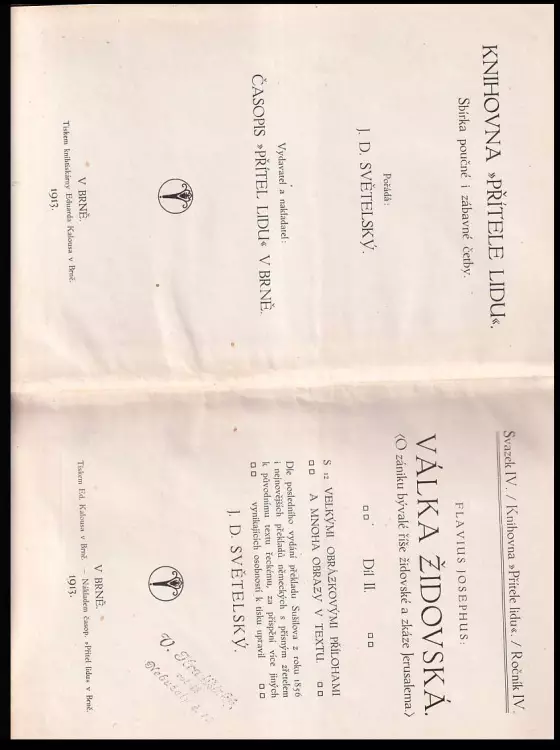 KNIHOVNA »PŘÍTELE LIDU«.
Sbírka poučné i zábavné četby.
Pořádá:
J. D. SVĚTELSKÝ.
Vydavatel a nakladatel:
ČASOPIS »PŘÍTEL LIDU« V BRNĚ.
V BRNĚ.
Tiskem knihtiskárny Eduarda Kalousa v Brně.
1913.
Svazek IV. / Knihovna »Přítele lidu«. / Ročník IV.
FLAVIUS JOSEPHUS:
VÁLKA ŽIDOVSKÁ.
(O zániku bývalé říše židovské a zkáze Jerusalema.)
Díl II.
S 12 VELKÝMI OBRÁZKOVÝMI PŘÍLOHAMI
A MNOHA OBRAZY V TEXTU.
Dle posledního vydání překladu Sušilova z roku 1856
i nejnovějších překladů německých s přísným zřetelem
k původnímu textu řeckému, za přispění více jiných
vynikajících osobností k tisku upravil
J. D. SVĚTELSKÝ.
V BRNĚ.
Tiskem Ed. Kalousa v Brně. – Nákladem časop. »Přítel lidu« v Brně.
1913.